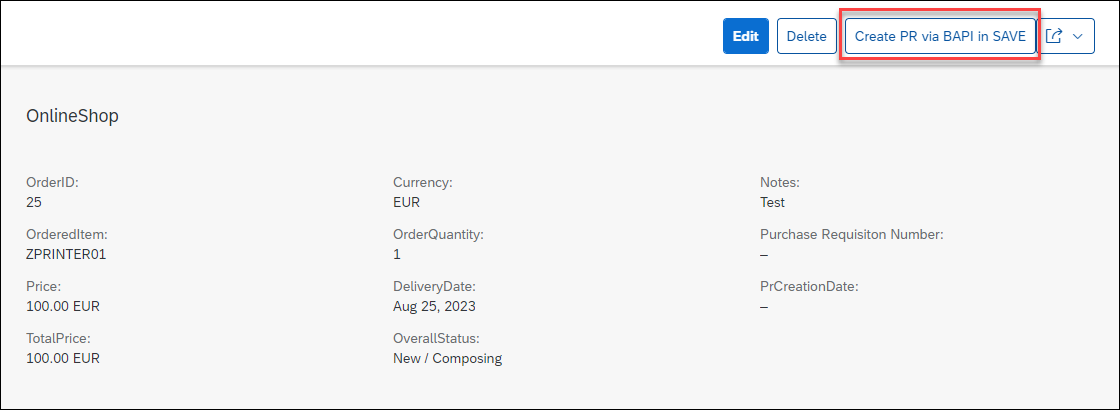 Edit Delete Create PR via BAPI in SAVE
OnlineShop
OrderID:
25
OrderedItem:
ZPRINTER01
Price:
100.00 EUR
TotalPrice:
100.00 EUR
Currency:
EUR
OrderQuantity:
1
DeliveryDate:
Aug 25, 2023
OverallStatus:
New / Composing
Notes:
Test
Purchase Requisiton Number:
–
PrCreationDate:
–